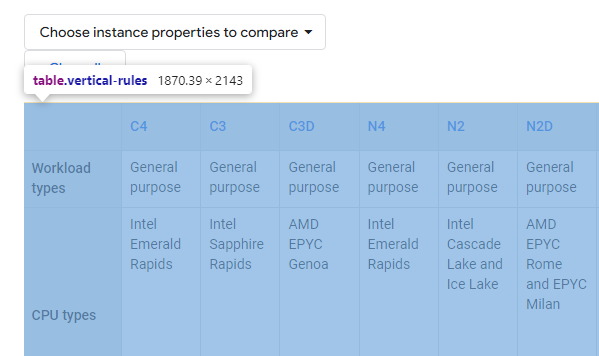 Choose instance properties to compare
table.vertical-rules 1870.39 × 2143
C4 C3 C3D N4 N2 N2D
Workload types General purpose General purpose General purpose General purpose General purpose General purpose
CPU types Intel Emerald Rapids Intel Sapphire Rapids AMD EPYC Genoa Intel Emerald Rapids Intel Cascade Lake and Ice Lake AMD EPYC Rome and EPYC Milan